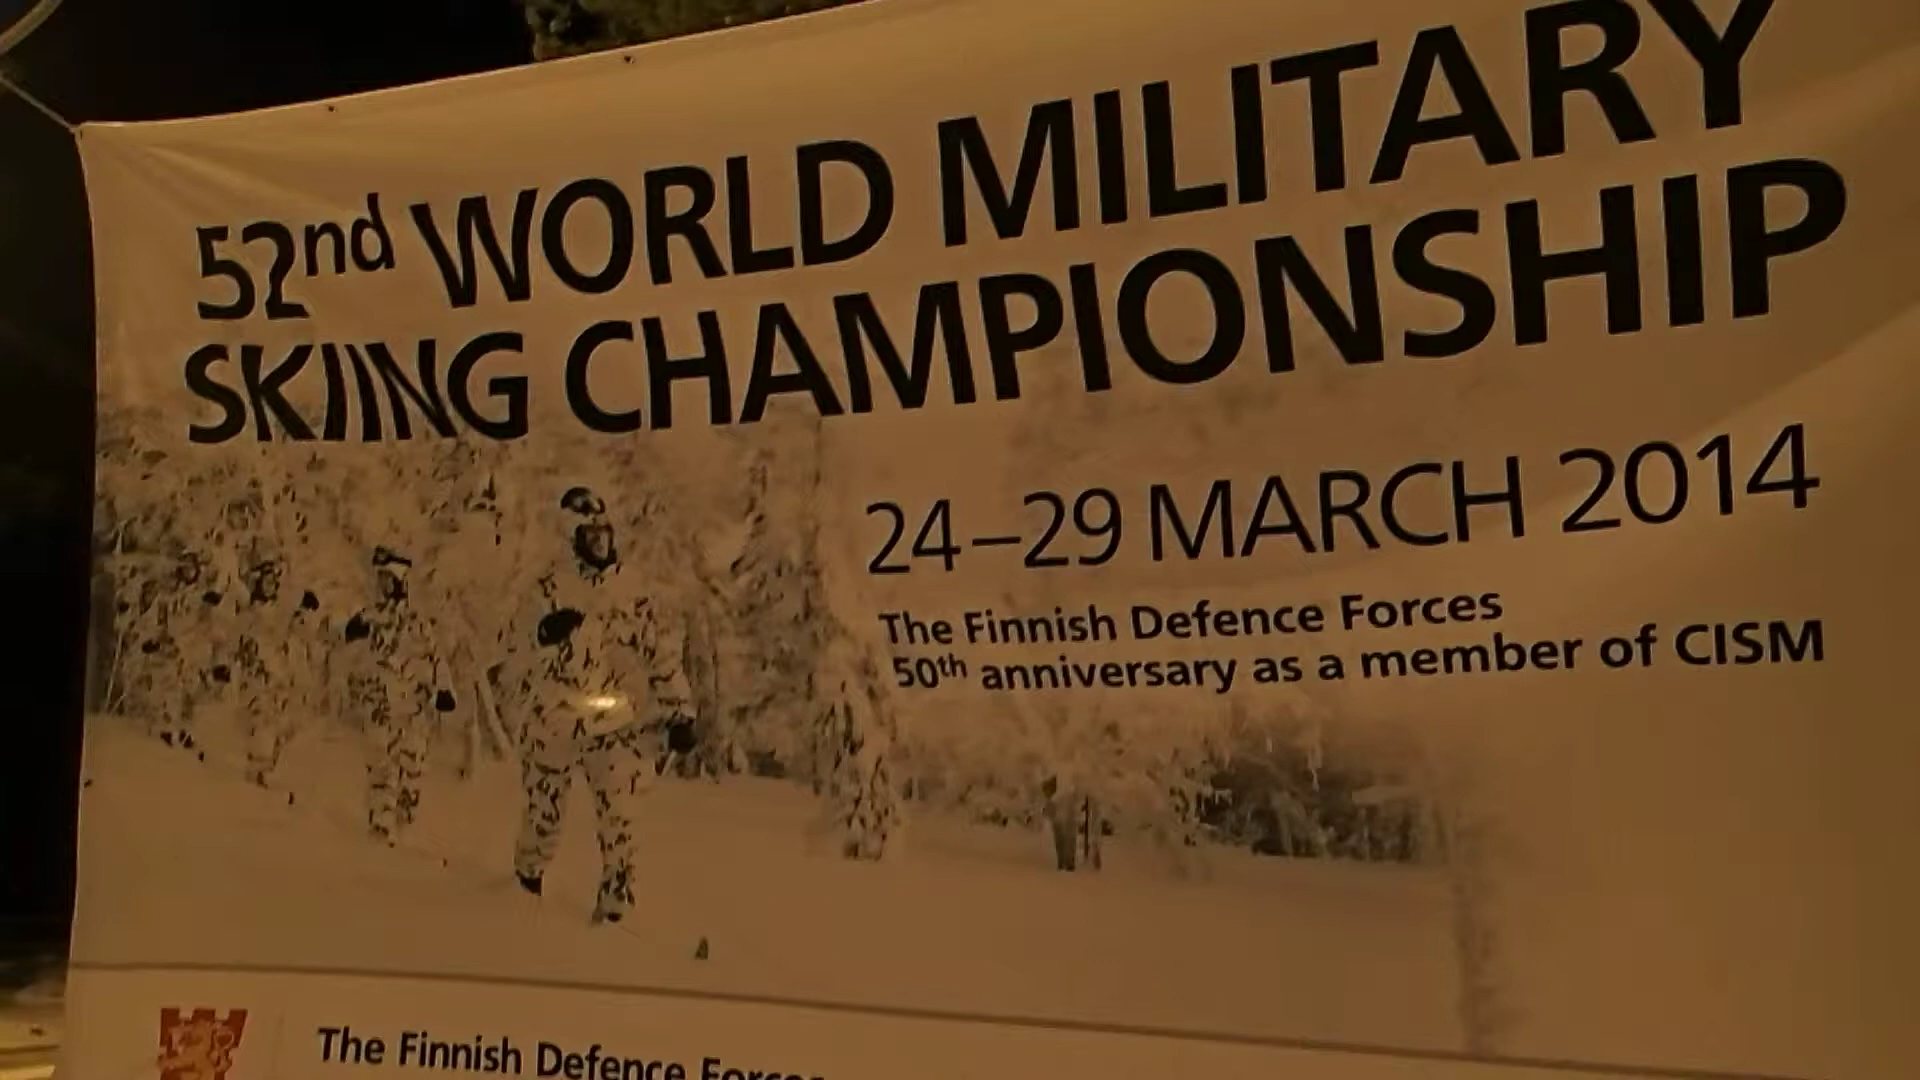 52nd WORLD MILITARY
SKIING CHAMPIONSHIP
24–29 MARCH 2014
The Finnish Defence Forces
50th anniversary as a member of CISM
The Finnish Defence Forces